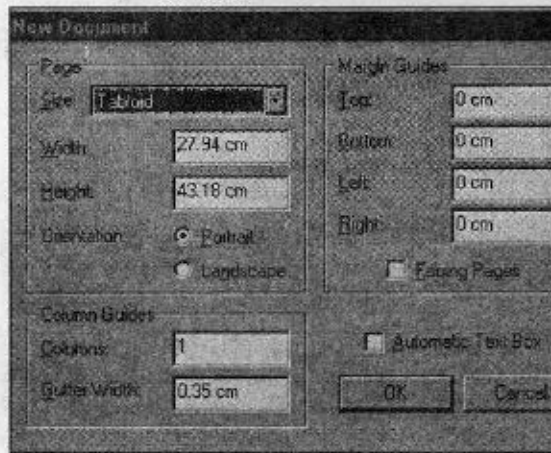 New Document
Page
Size: Tabloid
Width: 27.94 cm
Height: 43.18 cm
Orientation: Portrait
Landscape
Column Guides
Columns: 1
Gutter Width: 0.35 cm
Margin Guides
Top: 0 cm
Bottom: 0 cm
Left: 0 cm
Right: 0 cm
Facing Pages
Automatic Text Box
OK
Cancel